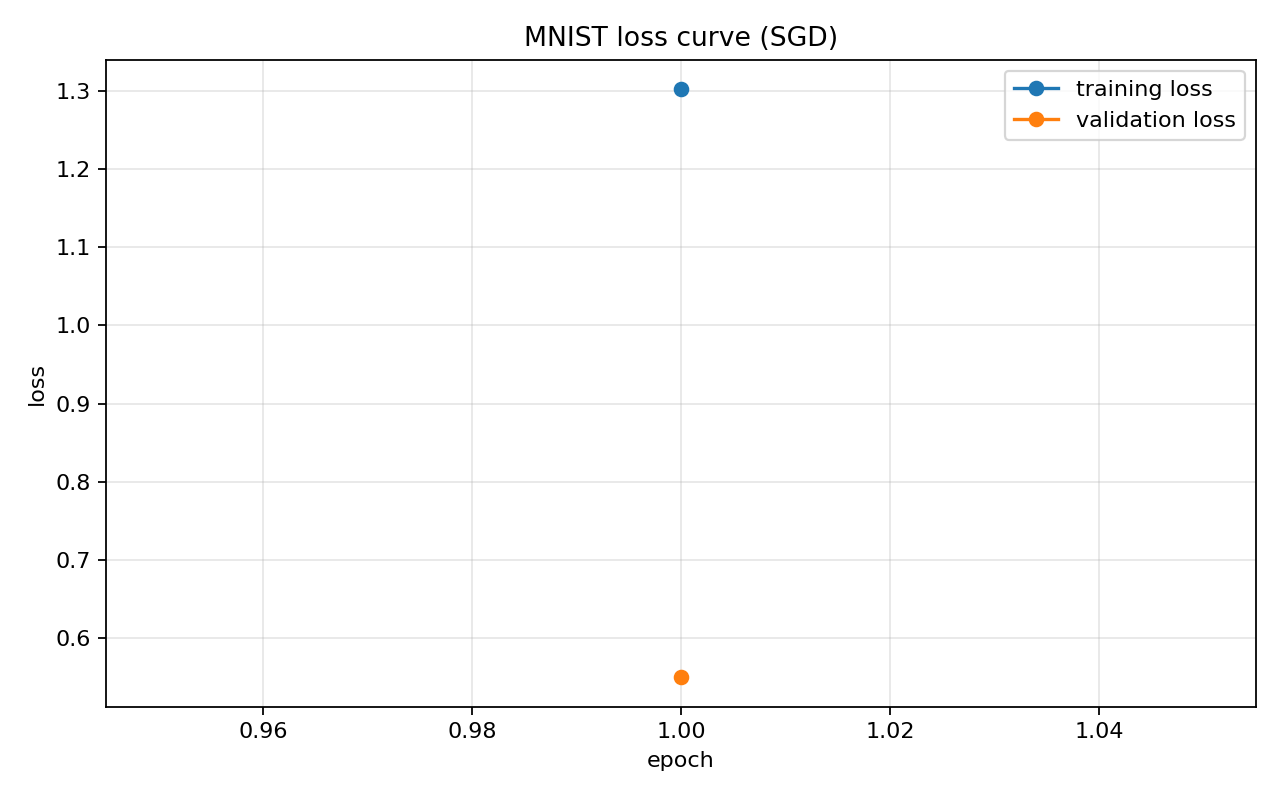 MNIST loss curve (SGD)
training loss
validation loss
1.3
1.2
1.1
1.0
0.9
0.8
0.7
0.6
loss
0.96 0.98 1.00 1.02 1.04
epoch